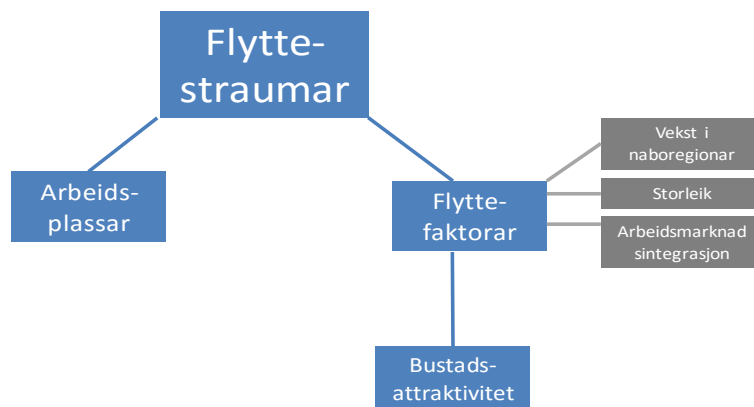 Flytte-
straumar
Arbeids-
plassar
Flytte-
faktorar
Vekst i
naboregionar
Storleik
Arbeidsmarknad
sintegrasjon
Bustads-
attraktivitet